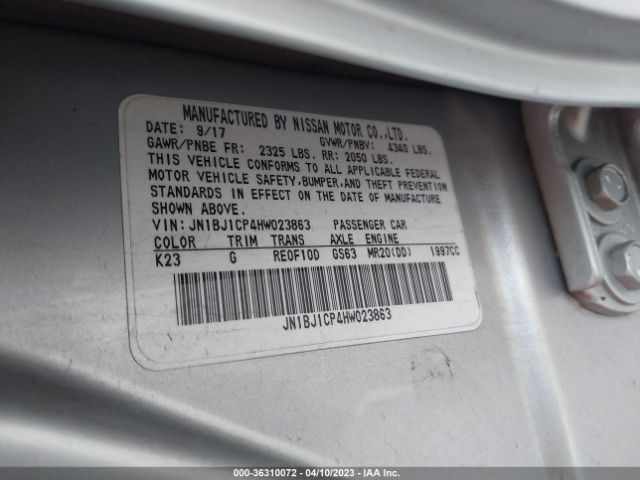 MANUFACTURED BY NISSAN MOTOR CO.,LTD.
DATE: 9/17 GVWR/PNBV: 4340 LBS.
GAWR/PNBE FR: 2325 LBS. RR: 2050 LBS.
THIS VEHICLE CONFORMS TO ALL APPLICABLE FEDERAL
MOTOR VEHICLE SAFETY,BUMPER,AND THEFT PREVENTION
STANDARDS IN EFFECT ON THE DATE OF MANUFACTURE
SHOWN ABOVE.
VIN: JN1BJ1CP4HW023863 PASSENGER CAR
COLOR TRIM TRANS AXLE ENGINE
K23 G RE0F10D GS63 MR20(DD) 1997CC
JN1BJ1CP4HW023863
000-36310072 / 04/10/2023 - IAA Inc.